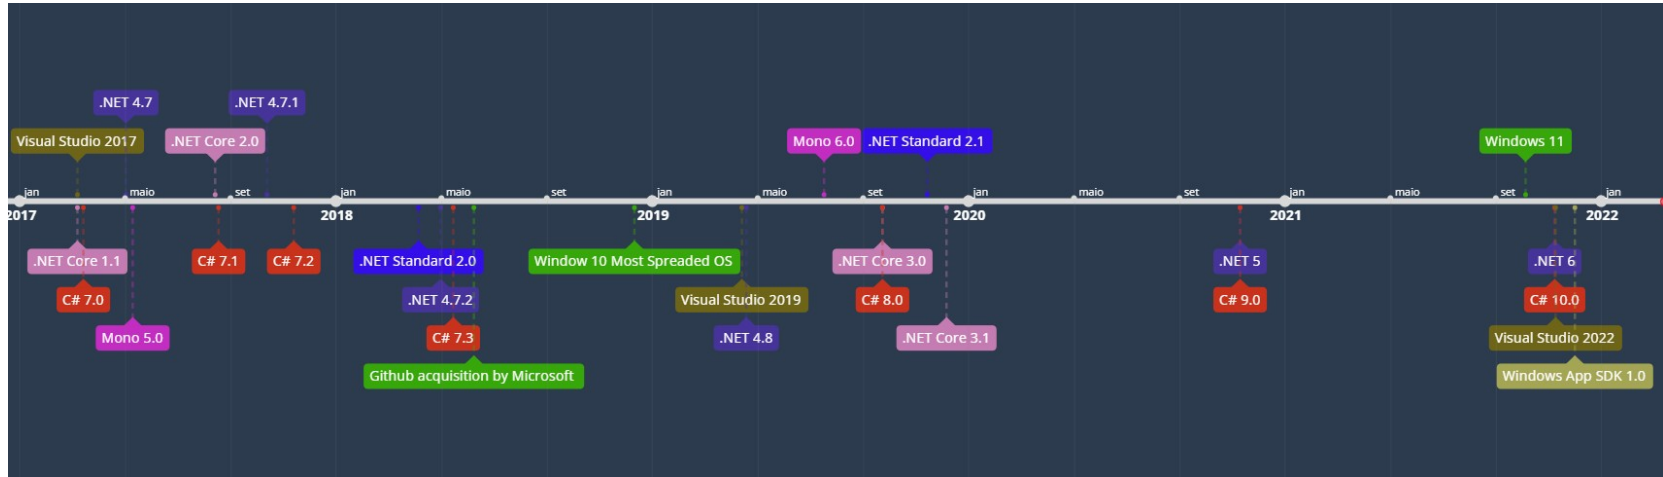 .NET 4.7
.NET 4.7.1
Visual Studio 2017
.NET Core 2.0
Mono 6.0
.NET Standard 2.1
Windows 11
jan
maio
set
jan
maio
set
jan
maio
set
jan
maio
set
jan
maio
set
jan
2017
2018
2019
2020
2021
2022
.NET Core 1.1
C# 7.1
C# 7.2
.NET Standard 2.0
Window 10 Most Spreaded OS
.NET Core 3.0
.NET 5
.NET 6
C# 7.0
.NET 4.7.2
Visual Studio 2019
C# 8.0
C# 9.0
C# 10.0
Mono 5.0
C# 7.3
.NET 4.8
.NET Core 3.1
Visual Studio 2022
Github acquisition by Microsoft
Windows App SDK 1.0